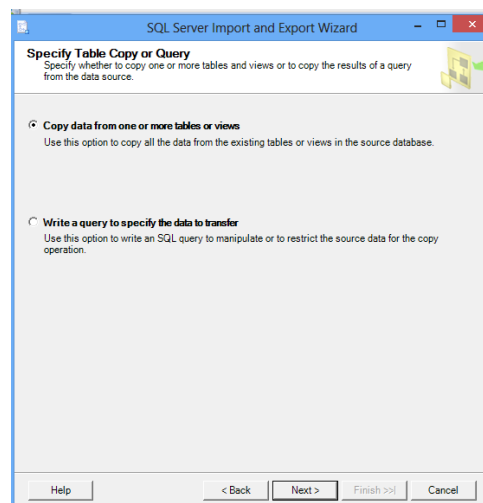 SQL Server Import and Export Wizard
Specify Table Copy or Query
Specify whether to copy one or more tables and views or to copy the results of a query
from the data source.
Copy data from one or more tables or views
Use this option to copy all the data from the existing tables or views in the source database.
Write a query to specify the data to transfer
Use this option to write an SQL query to manipulate or to restrict the source data for the copy
operation.
Help
< Back
Next >
Finish >>|
Cancel